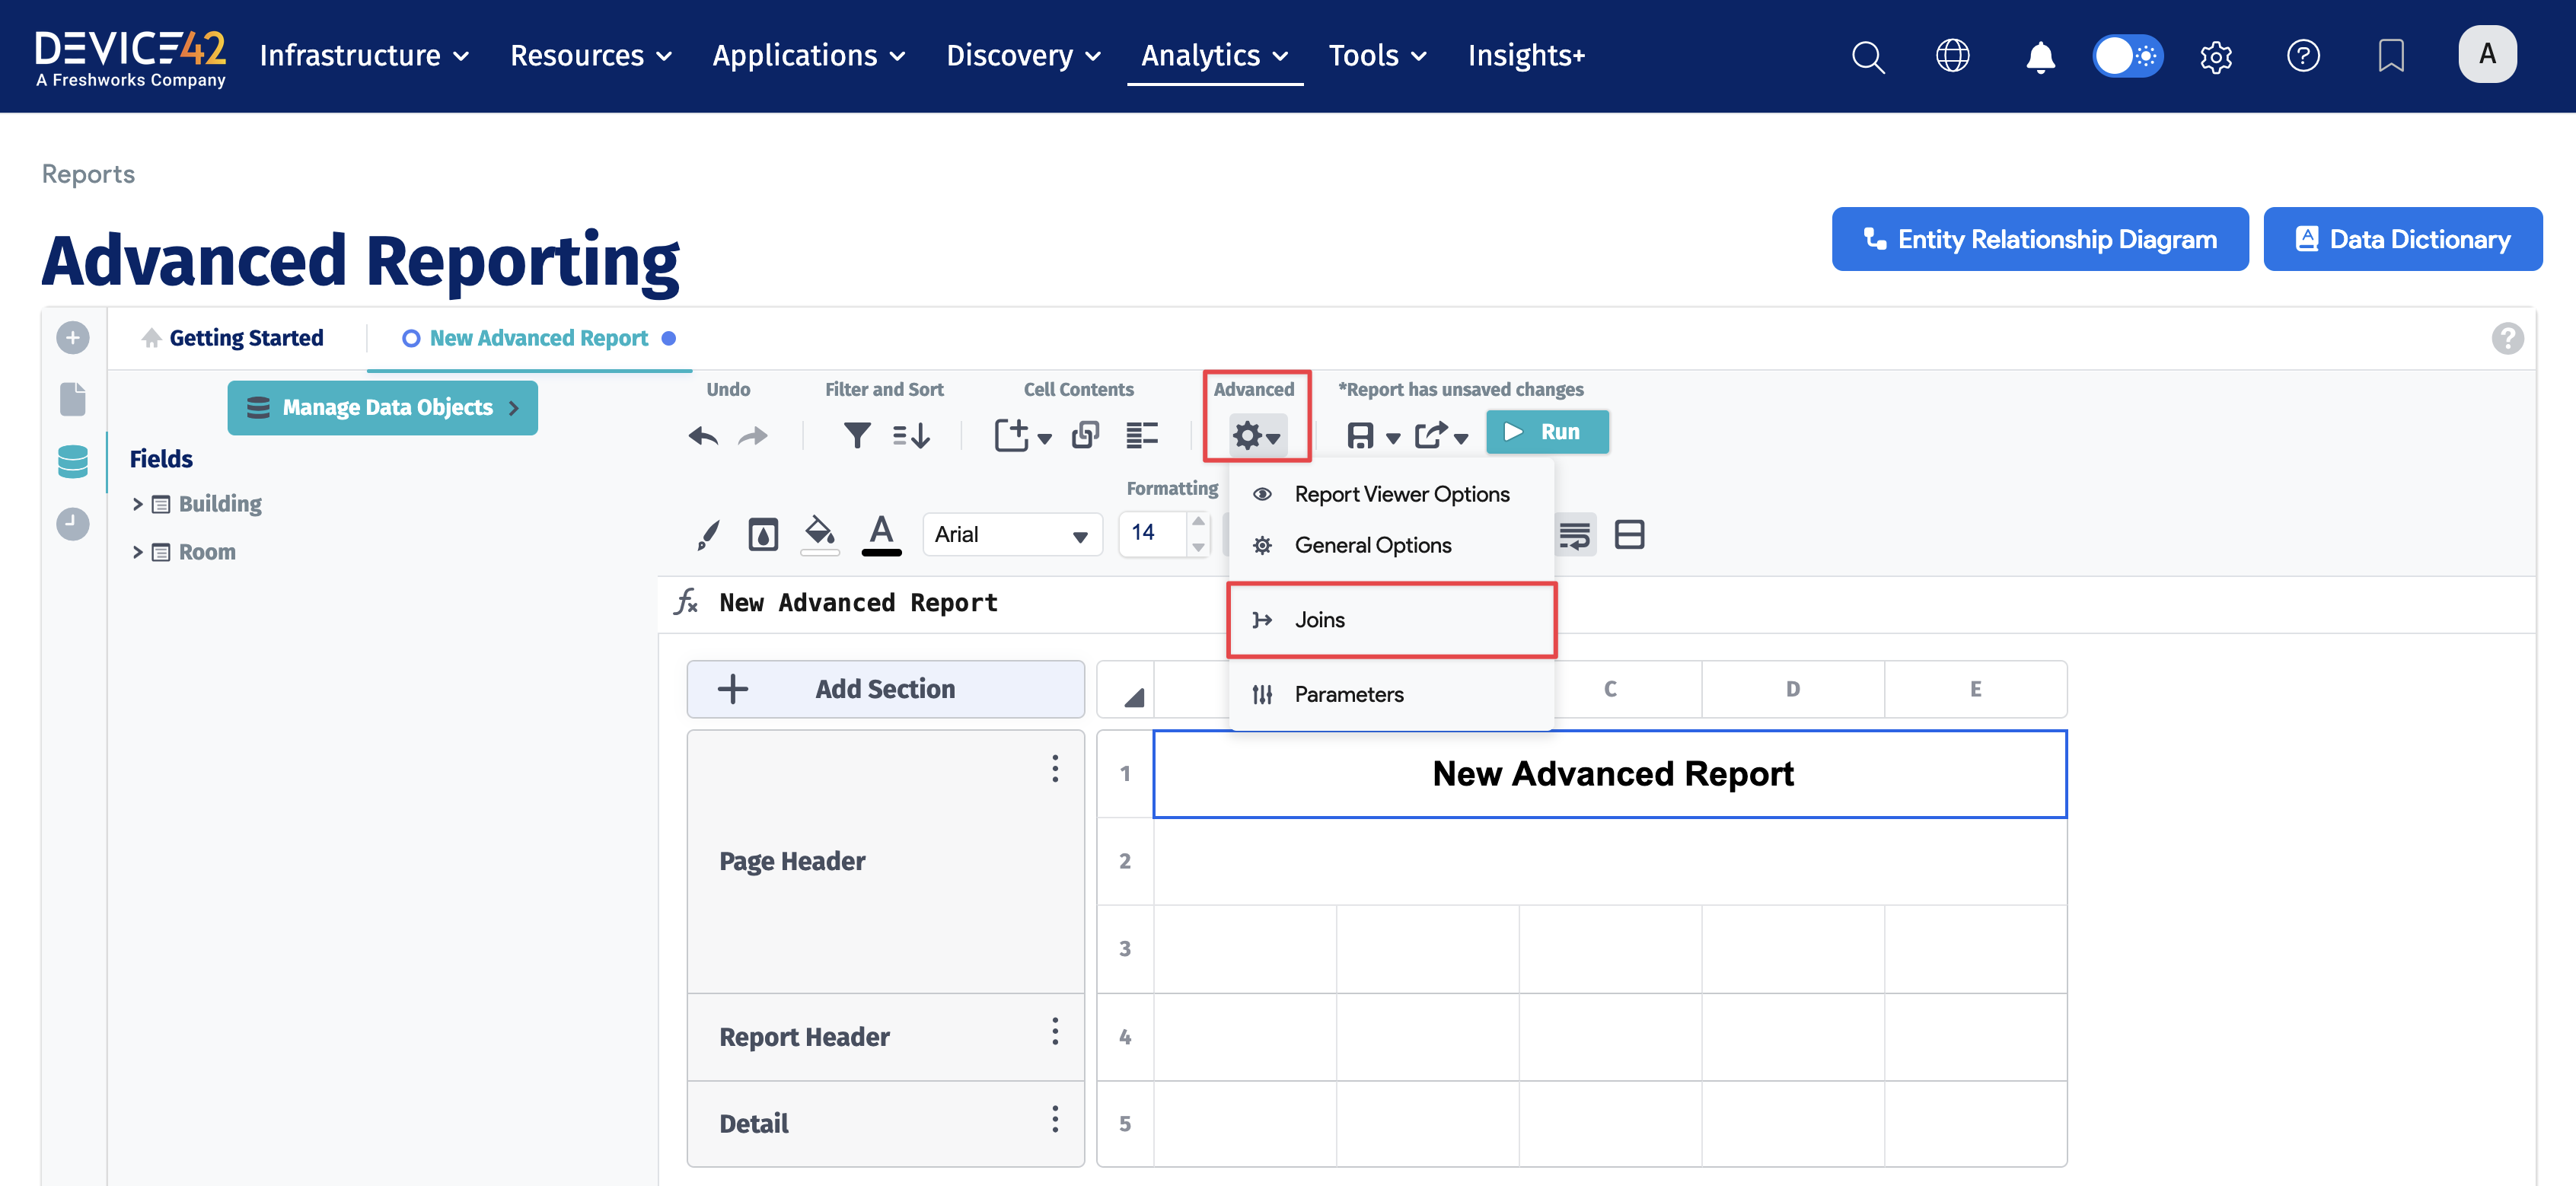 DEVICE42
A Freshworks Company
Infrastructure Resources Applications Discovery Analytics Tools Insights+
A
Reports
Advanced Reporting
Entity Relationship Diagram
Data Dictionary
Getting Started
New Advanced Report
Manage Data Objects
Fields
Building
Room
Undo Filter and Sort Cell Contents Advanced *Report has unsaved changes
Run
Formatting
Arial
14
Report Viewer Options
General Options
Joins
Parameters
fx New Advanced Report
Add Section
C D E
1 New Advanced Report
Page Header
2
3
Report Header
4
Detail
5